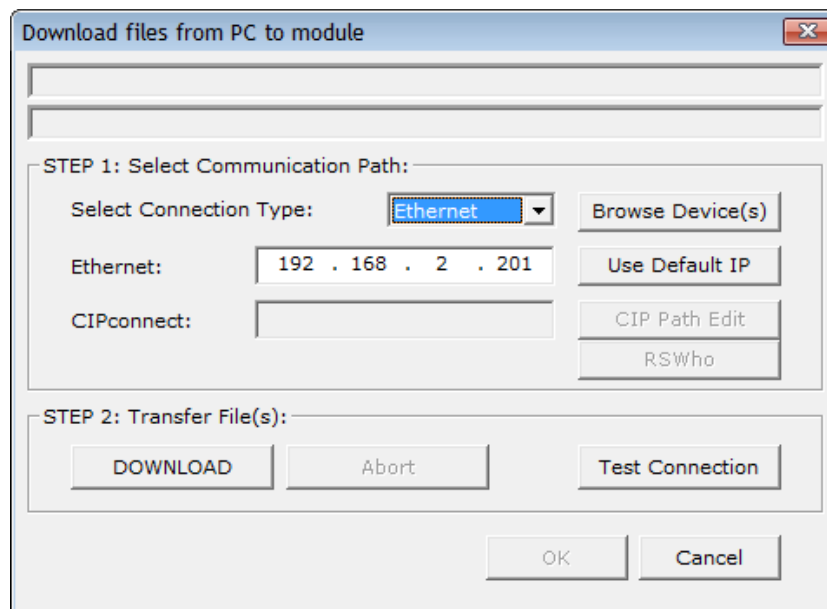 Download files from PC to module
STEP 1: Select Communication Path:
Select Connection Type: Ethernet Browse Device(s)
Ethernet: 192 . 168 . 2 . 201 Use Default IP
CIPconnect: CIP Path Edit
RSWho
STEP 2: Transfer File(s):
DOWNLOAD Abort Test Connection
OK Cancel